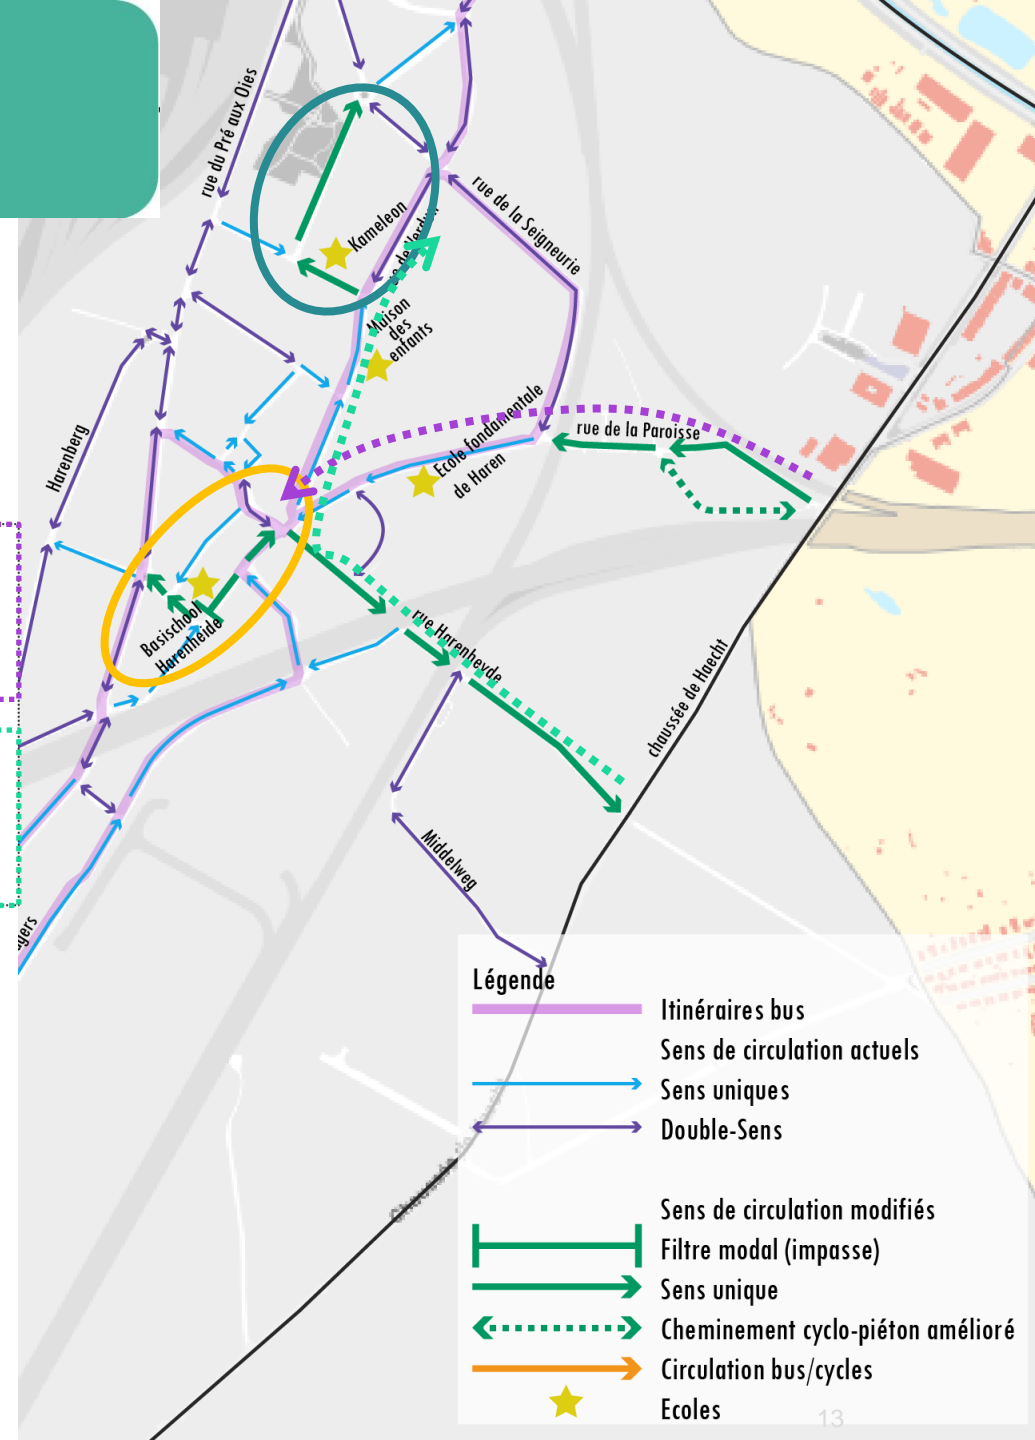 rue du Pré aux Oies
rue de la Seigneurie
Kameleon
de Verdun
Maison
des
enfants
Harenberg
Ecole fondamentale
de Haren
rue de la Paroisse
Basischool
Harenheide
rue Harenheyde
chaussée de Haecht
Middelweg
Légende
Itinéraires bus
Sens de circulation actuels
Sens uniques
Double-Sens
Sens de circulation modifiés
Filtre modal (impasse)
Sens unique
Cheminement cyclo-piéton amélioré
Circulation bus/cycles
Ecoles
13